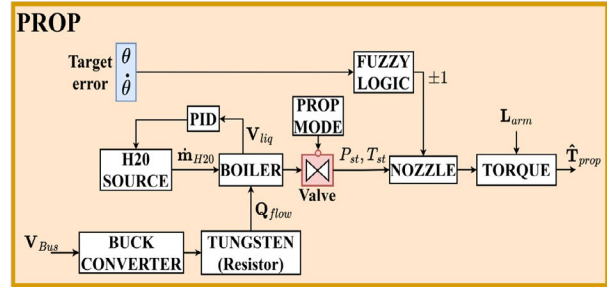 PROP
Target
error
θ
θ̇
FUZZY
LOGIC
±1
PROP
MODE
PID
V_liq
L_arm
H20
SOURCE
ṁ_H20
BOILER
Valve
P_st, T_st
NOZZLE
TORQUE
T̂_prop
Q_flow
V_Bus
BUCK
CONVERTER
TUNGSTEN
(Resistor)